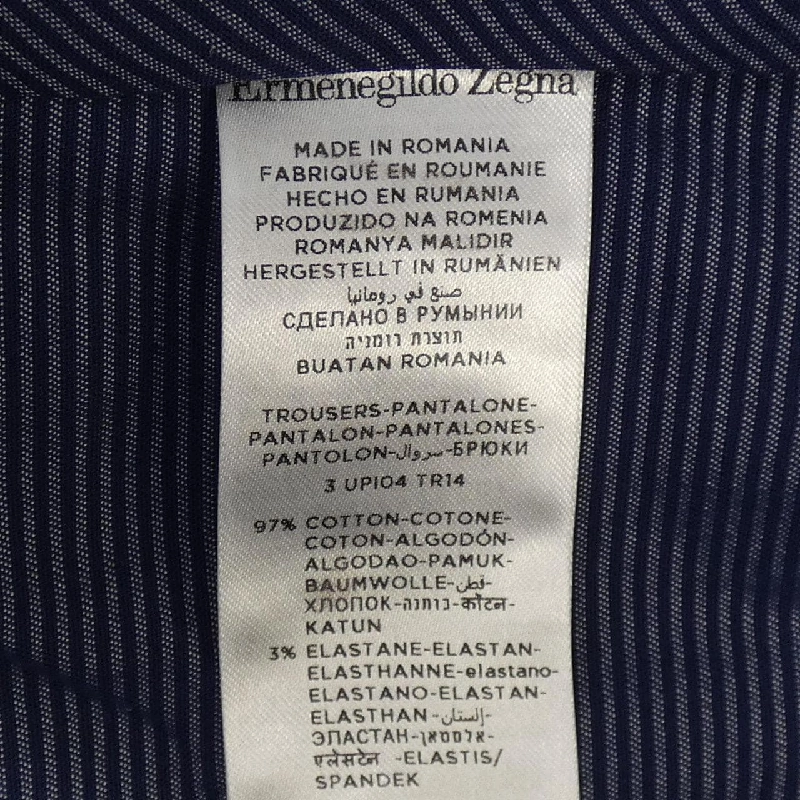 Ermenegildo Zegna
MADE IN ROMANIA
FABRIQUÉ EN ROUMANIE
HECHO EN RUMANIA
PRODUZIDO NA ROMENIA
ROMANYA MALIDIR
HERGESTELLT IN RUMÄNIEN
صنع في رومانيا
СДЕЛАНО В РУМЫНИИ
תוצרת רומניה
BUATAN ROMANIA
TROUSERS-PANTALONE-
PANTALON-PANTALONES-
PANTOLON-سروال-БРЮКИ
3 UPI04 TR14
97% COTTON-COTONE-
COTON-ALGODÓN-
ALGODAO-PAMUK-
BAUMWOLLE-قطن-
ХЛОПОК-כותנה-कॉटन-
KATUN
3% ELASTANE-ELASTAN-
ELASTHANNE-elastano-
ELASTANO-ELASTAN-
ELASTHAN-إلستان-
ЭЛАСТАН-אלסטאן-
एलेसटेन -ELASTIS/
SPANDEK